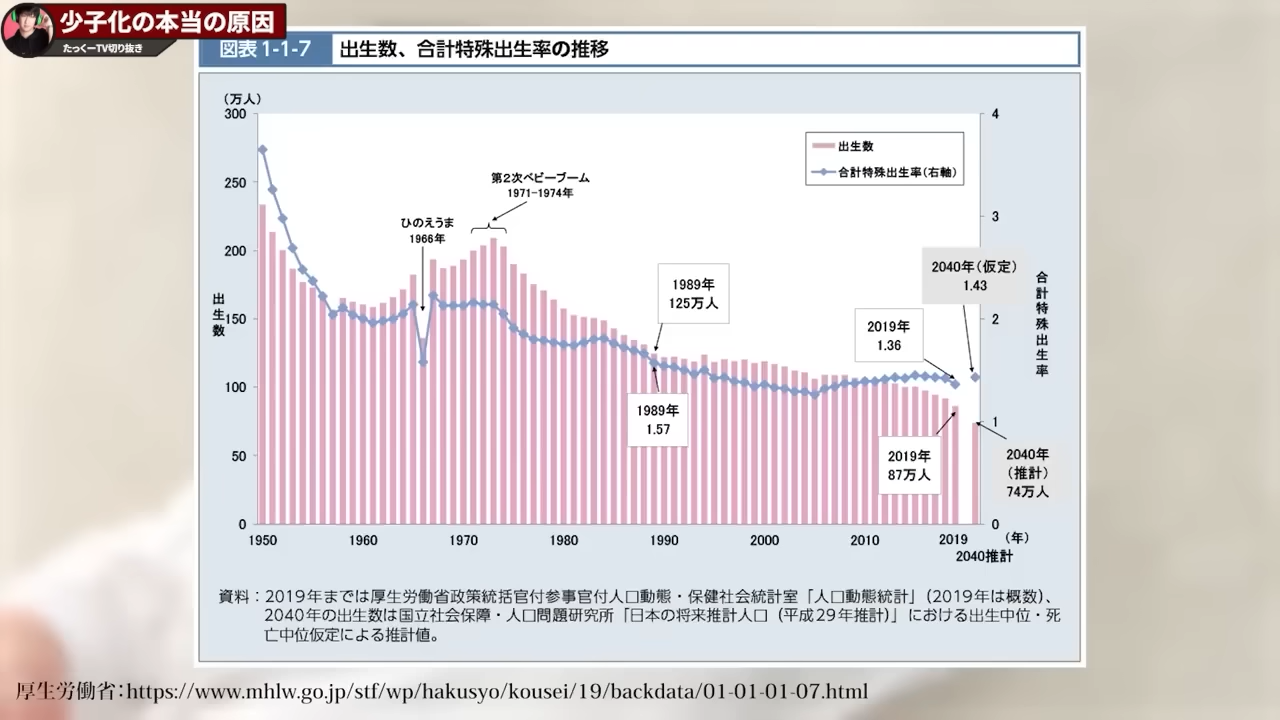 少子化の本当の原因
たっくーTV切り抜き
図表1-1-7 出生数、合計特殊出生率の推移
（万人）
300
250
200
150
100
50
0
出生数
4
3
2
1
0
合計特殊出生率
出生数
合計特殊出生率（右軸）
ひのえうま
1966年
第2次ベビーブーム
1971-1974年
1989年
125万人
1989年
1.57
2019年
1.36
2040年（仮定）
1.43
2019年
87万人
2040年
（推計）
74万人
1950 1960 1970 1980 1990 2000 2010 2019 （年）
2040推計
資料：2019年までは厚生労働省政策統括官付参事官付人口動態・保健社会統計室「人口動態統計」（2019年は概数）、
2040年の出生数は国立社会保障・人口問題研究所「日本の将来推計人口（平成29年推計）」における出生中位・死
亡中位仮定による推計値。
厚生労働省：https://www.mhlw.go.jp/stf/wp/hakusyo/kousei/19/backdata/01-01-01-07.html